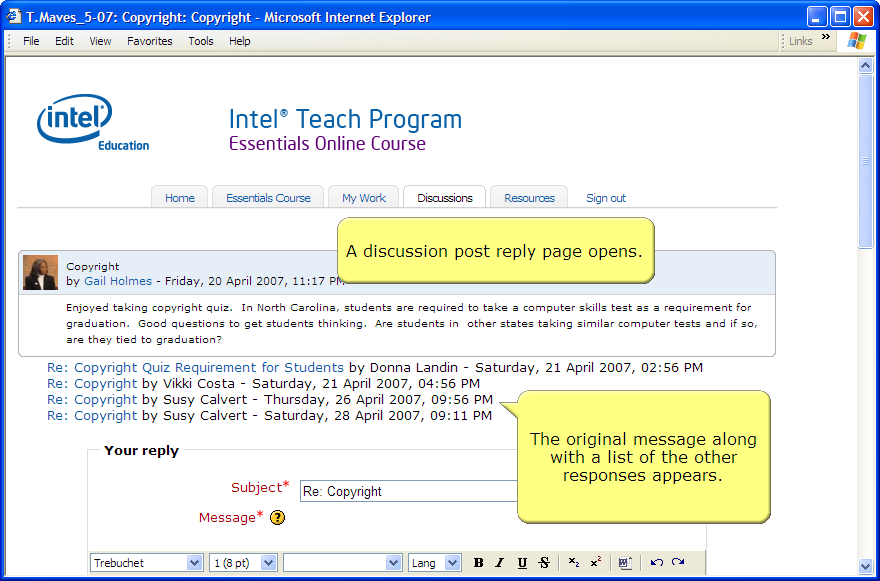 T.Maves_5-07: Copyright: Copyright - Microsoft Internet Explorer
File Edit View Favorites Tools Help Links »
intel
Education
Intel® Teach Program
Essentials Online Course
Home Essentials Course My Work Discussions Resources Sign out
A discussion post reply page opens.
Copyright
by Gail Holmes - Friday, 20 April 2007, 11:17 PM
Enjoyed taking copyright quiz. In North Carolina, students are required to take a computer skills test as a requirement for
graduation. Good questions to get students thinking. Are students in other states taking similar computer tests and if so,
are they tied to graduation?
Re: Copyright Quiz Requirement for Students by Donna Landin - Saturday, 21 April 2007, 02:56 PM
Re: Copyright by Vikki Costa - Saturday, 21 April 2007, 04:56 PM
Re: Copyright by Susy Calvert - Thursday, 26 April 2007, 09:56 PM
Re: Copyright by Susy Calvert - Saturday, 28 April 2007, 09:11 PM
The original message along
with a list of the other
responses appears.
Your reply
Subject* Re: Copyright
Message* ?
Trebuchet 1 (8 pt) Lang B I U S x₂ x²